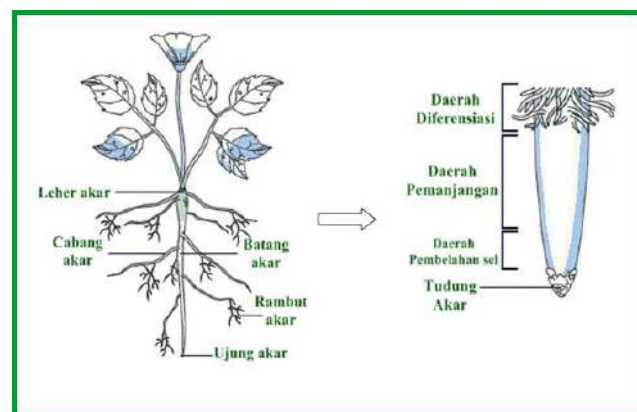 Leher akar
Cabang
akar
Batang
akar
Rambut
akar
Ujung akar
Daerah
Diferensiasi
Daerah
Pemanjangan
Daerah
Pembelahan sel
Tudung
Akar